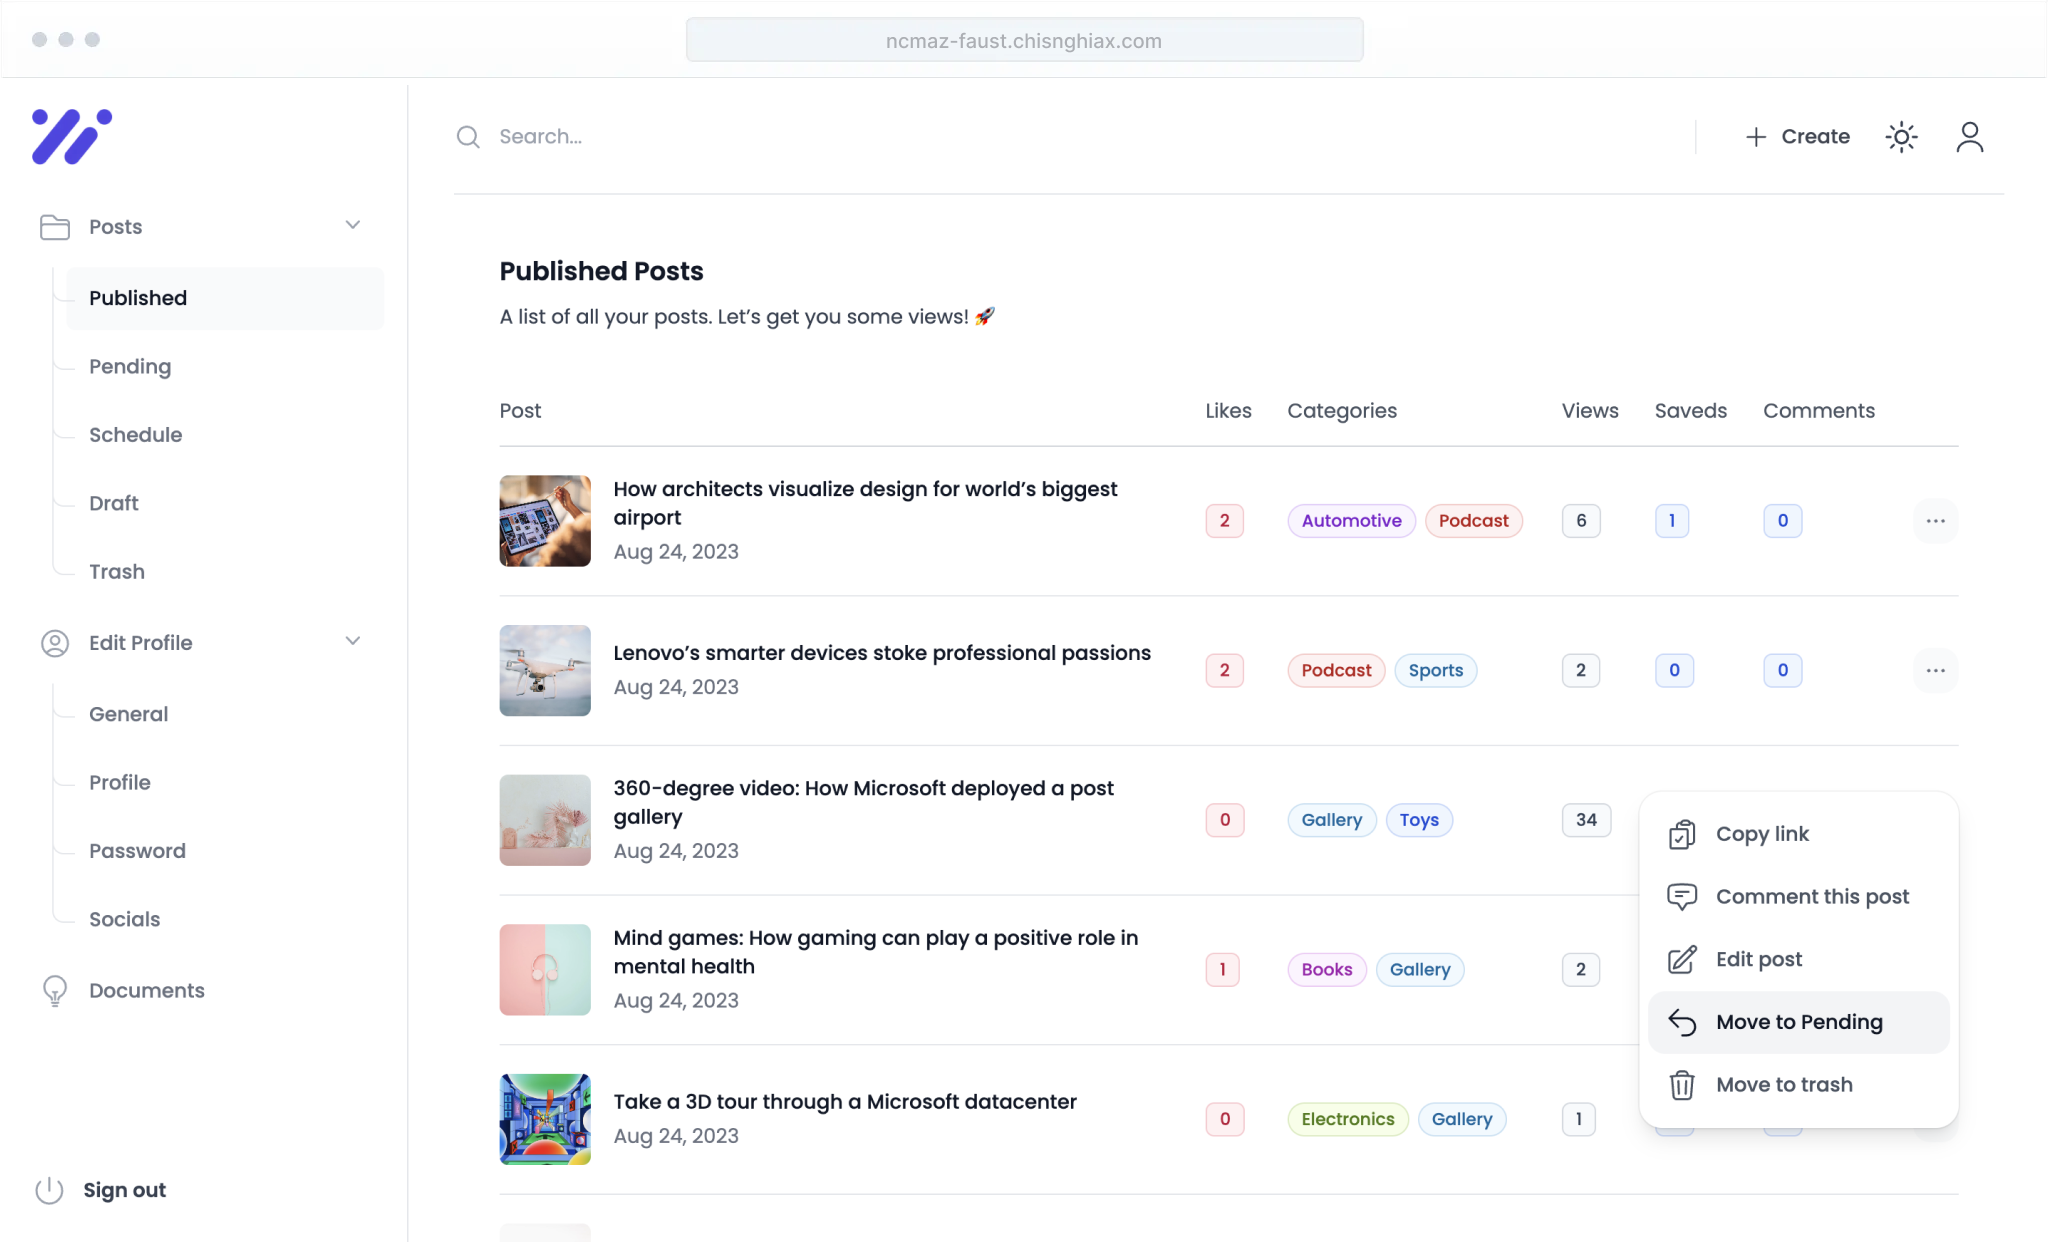 ncmaz-faust.chisnghiax.com
Search...
Create
Posts
Published
Pending
Schedule
Draft
Trash
Edit Profile
General
Profile
Password
Socials
Documents
Sign out
Published Posts
A list of all your posts. Let’s get you some views! 🚀
Post Likes Categories Views Saveds Comments
How architects visualize design for world’s biggest
airport
Aug 24, 2023
2 Automotive Podcast 6 1 0
Lenovo’s smarter devices stoke professional passions
Aug 24, 2023
2 Podcast Sports 2 0 0
360-degree video: How Microsoft deployed a post
gallery
Aug 24, 2023
0 Gallery Toys 34
Mind games: How gaming can play a positive role in
mental health
Aug 24, 2023
1 Books Gallery 2
Take a 3D tour through a Microsoft datacenter
Aug 24, 2023
0 Electronics Gallery 1
Copy link
Comment this post
Edit post
Move to Pending
Move to trash